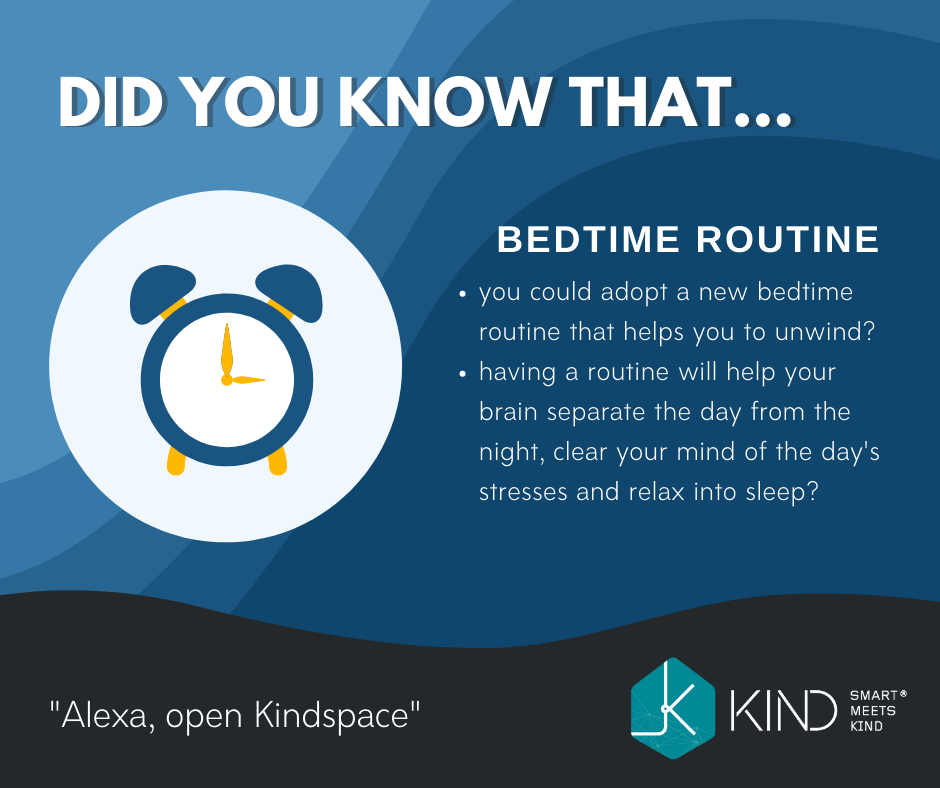 DID YOU KNOW THAT...
BEDTIME ROUTINE
• you could adopt a new bedtime
routine that helps you to unwind?
• having a routine will help your
brain separate the day from the
night, clear your mind of the day's
stresses and relax into sleep?
"Alexa, open Kindspace"
KIND
SMART®
MEETS
KIND